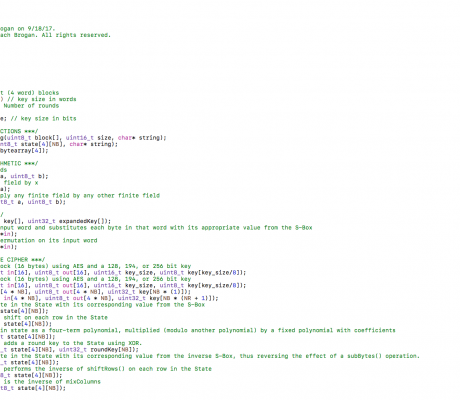 ogan on 9/18/17.
ach Brogan. All rights reserved.
t (4 word) blocks
) // key size in words
Number of rounds
e; // key size in bits
CTIONS ***/
g(uint8_t block[], uint16_t size, char* string);
nt8_t state[4][NB], char* string);
bytearray[4]);
HMETIC ***/
ds
a, uint8_t b);
field by x
a);
ply any finite field by any other finite field
t8_t a, uint8_t b);
/
key[], uint32_t expandedKey[]);
nput word and substitutes each byte in that word with its appropriate value from the S-Box
*in);
ermutation on its input word
*in);
E CIPHER ***/
ock (16 bytes) using AES and a 128, 194, or 256 bit key
t in[16], uint8_t out[16], uint16_t key_size, uint8_t key[key_size/8]);
ock (16 bytes) using AES and a 128, 194, or 256 bit key
t in[16], uint8_t out[16], uint16_t key_size, uint8_t key[key_size/8]);
[4 * NB], uint8_t out[4 * NB], uint32_t key[NB * (1)]);
in[4 * NB], uint8_t out[4 * NB], uint32_t key[NB * (NR + 1)]);
te in the State with its corresponding value from the S-Box
state[4][NB]);
shift on each row in the State
state[4][NB]);
in state as a four-term polynomial, multiplied (modulo another polynomial) by a fixed polynomial with coefficients
t state[4][NB]);
adds a round key to the State using XOR.
_t state[4][NB], uint32_t roundKey[NB]);
te in the State with its corresponding value from the inverse S-Box, thus reversing the effect of a subBytes() operation.
_t state[4][NB]);
performs the inverse of shiftRows() on each row in the State
8_t state[4][NB]);
is the inverse of mixColumns
t8_t state[4][NB]);